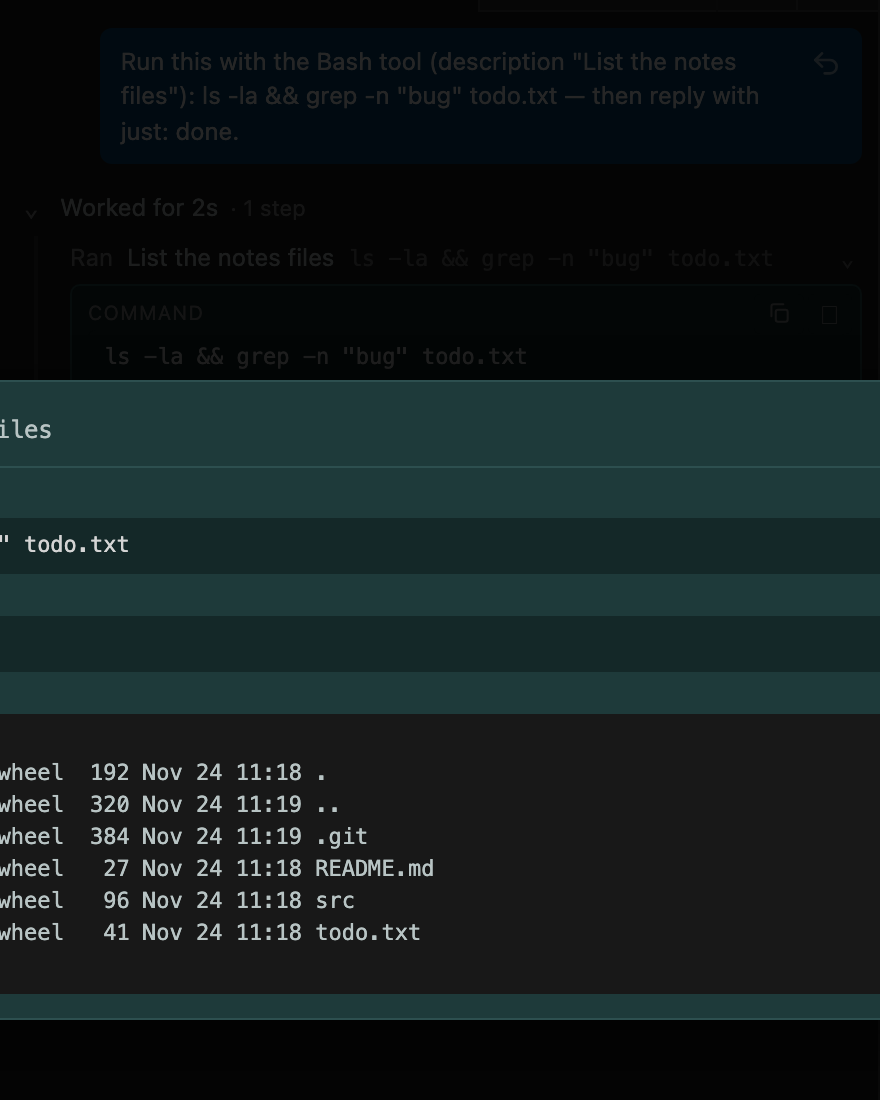 Run this with the Bash tool (description "List the notes
files"): ls -la && grep -n "bug" todo.txt — then reply with
just: done.
Worked for 2s · 1 step
Ran List the notes files ls -la && grep -n "bug" todo.txt
COMMAND
ls -la && grep -n "bug" todo.txt
iles
" todo.txt
wheel 192 Nov 24 11:18 .
wheel 320 Nov 24 11:19 ..
wheel 384 Nov 24 11:19 .git
wheel 27 Nov 24 11:18 README.md
wheel 96 Nov 24 11:18 src
wheel 41 Nov 24 11:18 todo.txt